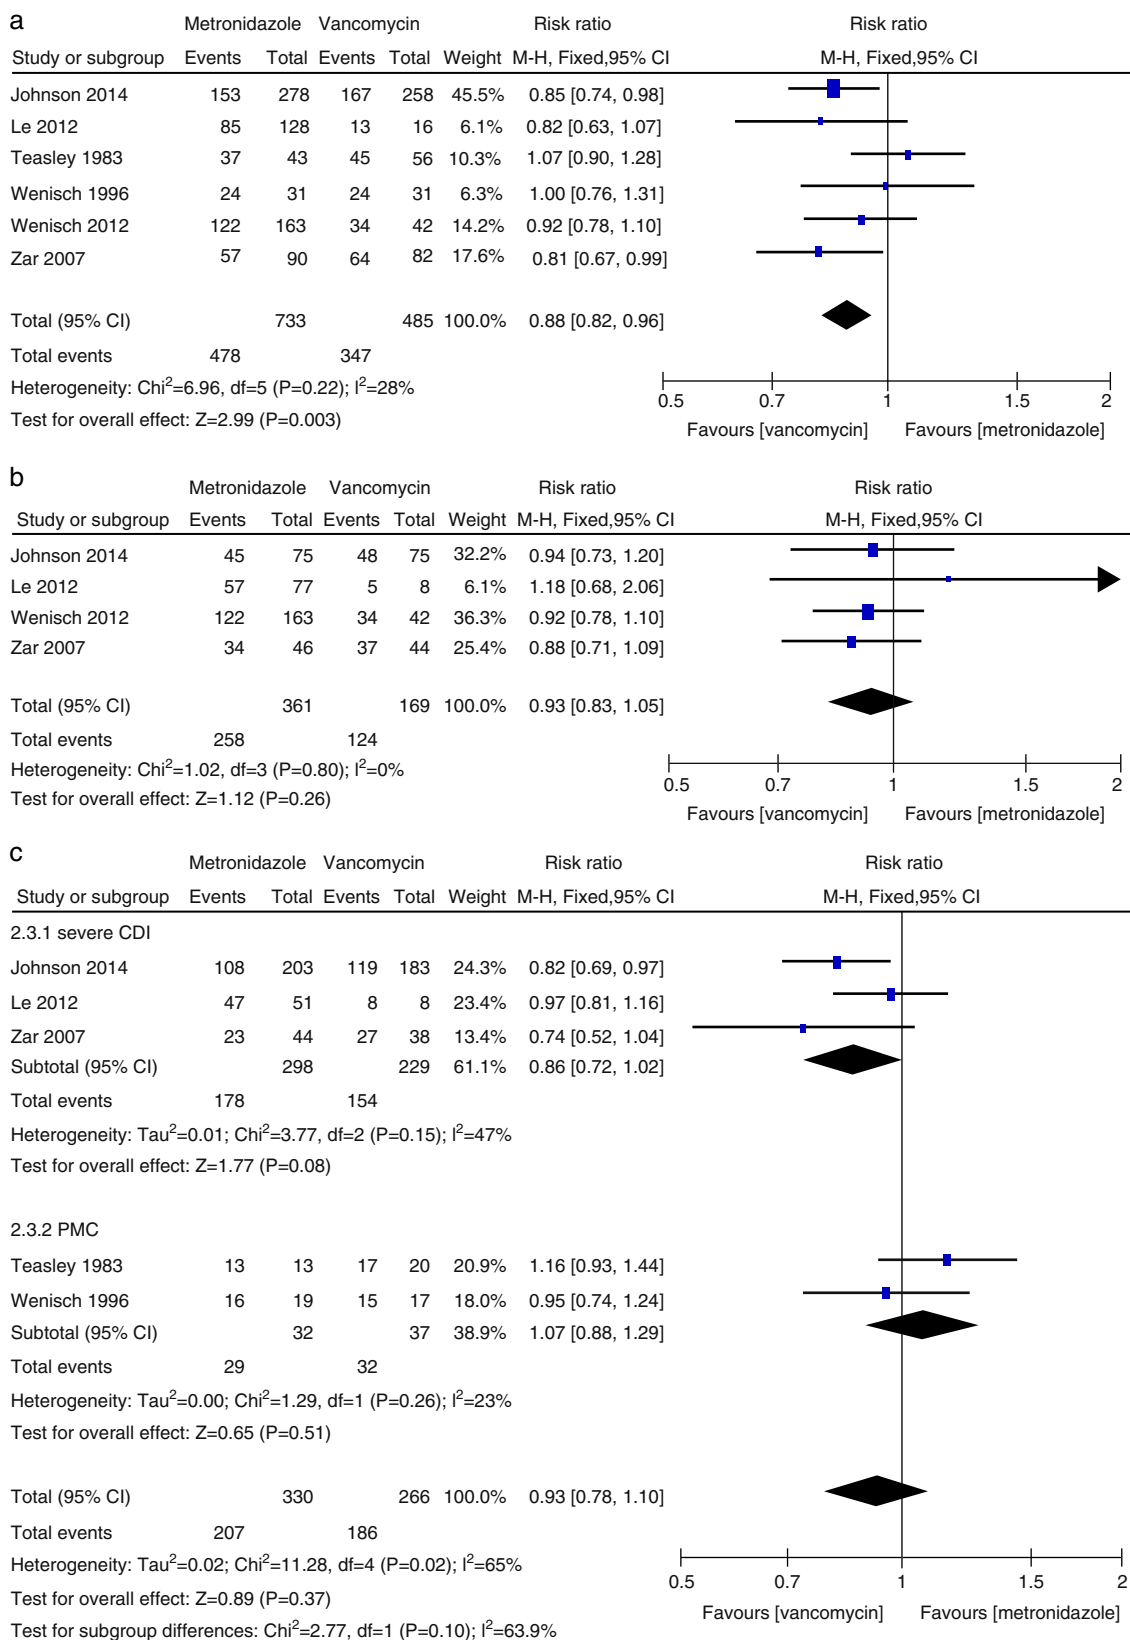 a
Metronidazole Vancomycin Risk ratio Risk ratio
Study or subgroup Events Total Events Total Weight M-H, Fixed,95% CI M-H, Fixed,95% CI
Johnson 2014 153 278 167 258 45.5% 0.85 [0.74, 0.98]
Le 2012 85 128 13 16 6.1% 0.82 [0.63, 1.07]
Teasley 1983 37 43 45 56 10.3% 1.07 [0.90, 1.28]
Wenisch 1996 24 31 24 31 6.3% 1.00 [0.76, 1.31]
Wenisch 2012 122 163 34 42 14.2% 0.92 [0.78, 1.10]
Zar 2007 57 90 64 82 17.6% 0.81 [0.67, 0.99]
Total (95% CI) 733 485 100.0% 0.88 [0.82, 0.96]
Total events 478 347
Heterogeneity: Chi²=6.96, df=5 (P=0.22); I²=28%
Test for overall effect: Z=2.99 (P=0.003)
0.5 0.7 1 1.5 2
Favours [vancomycin] Favours [metronidazole]
b
Metronidazole Vancomycin Risk ratio Risk ratio
Study or subgroup Events Total Events Total Weight M-H, Fixed,95% CI M-H, Fixed,95% CI
Johnson 2014 45 75 48 75 32.2% 0.94 [0.73, 1.20]
Le 2012 57 77 5 8 6.1% 1.18 [0.68, 2.06]
Wenisch 2012 122 163 34 42 36.3% 0.92 [0.78, 1.10]
Zar 2007 34 46 37 44 25.4% 0.88 [0.71, 1.09]
Total (95% CI) 361 169 100.0% 0.93 [0.83, 1.05]
Total events 258 124
Heterogeneity: Chi²=1.02, df=3 (P=0.80); I²=0%
Test for overall effect: Z=1.12 (P=0.26)
0.5 0.7 1 1.5 2
Favours [vancomycin] Favours [metronidazole]
c
Metronidazole Vancomycin Risk ratio Risk ratio
Study or subgroup Events Total Events Total Weight M-H, Fixed,95% CI M-H, Fixed,95% CI
2.3.1 severe CDI
Johnson 2014 108 203 119 183 24.3% 0.82 [0.69, 0.97]
Le 2012 47 51 8 8 23.4% 0.97 [0.81, 1.16]
Zar 2007 23 44 27 38 13.4% 0.74 [0.52, 1.04]
Subtotal (95% CI) 298 229 61.1% 0.86 [0.72, 1.02]
Total events 178 154
Heterogeneity: Tau²=0.01; Chi²=3.77, df=2 (P=0.15); I²=47%
Test for overall effect: Z=1.77 (P=0.08)
2.3.2 PMC
Teasley 1983 13 13 17 20 20.9% 1.16 [0.93, 1.44]
Wenisch 1996 16 19 15 17 18.0% 0.95 [0.74, 1.24]
Subtotal (95% CI) 32 37 38.9% 1.07 [0.88, 1.29]
Total events 29 32
Heterogeneity: Tau²=0.00; Chi²=1.29, df=1 (P=0.26); I²=23%
Test for overall effect: Z=0.65 (P=0.51)
Total (95% CI) 330 266 100.0% 0.93 [0.78, 1.10]
Total events 207 186
Heterogeneity: Tau²=0.02; Chi²=11.28, df=4 (P=0.02); I²=65%
Test for overall effect: Z=0.89 (P=0.37)
Test for subgroup differences: Chi²=2.77, df=1 (P=0.10); I²=63.9%
0.5 0.7 1 1.5 2
Favours [vancomycin] Favours [metronidazole]